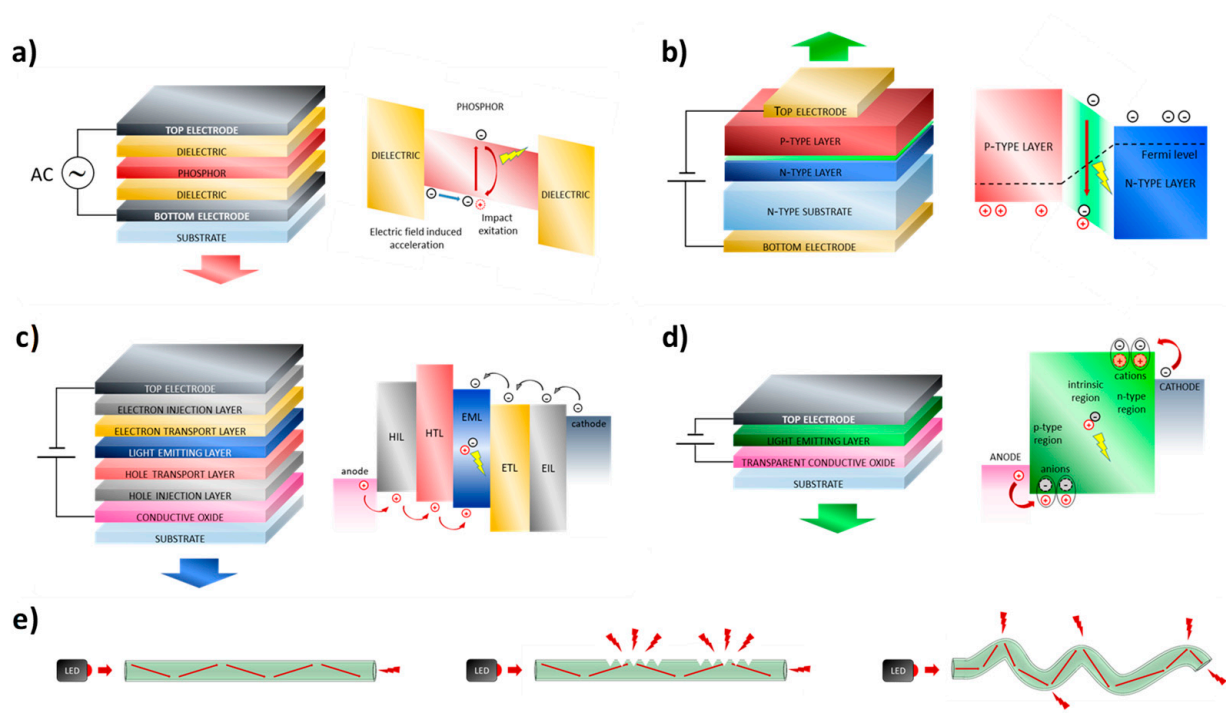 a)
TOP ELECTRODE
DIELECTRIC
PHOSPHOR
DIELECTRIC
BOTTOM ELECTRODE
SUBSTRATE
AC
PHOSPHOR
DIELECTRIC
DIELECTRIC
Electric field induced
acceleration
Impact
exitation
b)
TOP ELECTRODE
P-TYPE LAYER
N-TYPE LAYER
N-TYPE SUBSTRATE
BOTTOM ELECTRODE
P-TYPE LAYER
Fermi level
N-TYPE LAYER
c)
TOP ELECTRODE
ELECTRON INJECTION LAYER
ELECTRON TRANSPORT LAYER
LIGHT EMITTING LAYER
HOLE TRANSPORT LAYER
HOLE INJECTION LAYER
CONDUCTIVE OXIDE
SUBSTRATE
anode
HIL
HTL
EML
ETL
EIL
cathode
d)
TOP ELECTRODE
LIGHT EMITTING LAYER
TRANSPARENT CONDUCTIVE OXIDE
SUBSTRATE
cations
CATHODE
intrinsic
region
n-type
region
p-type
region
ANODE
anions
e)
LED
LED
LED